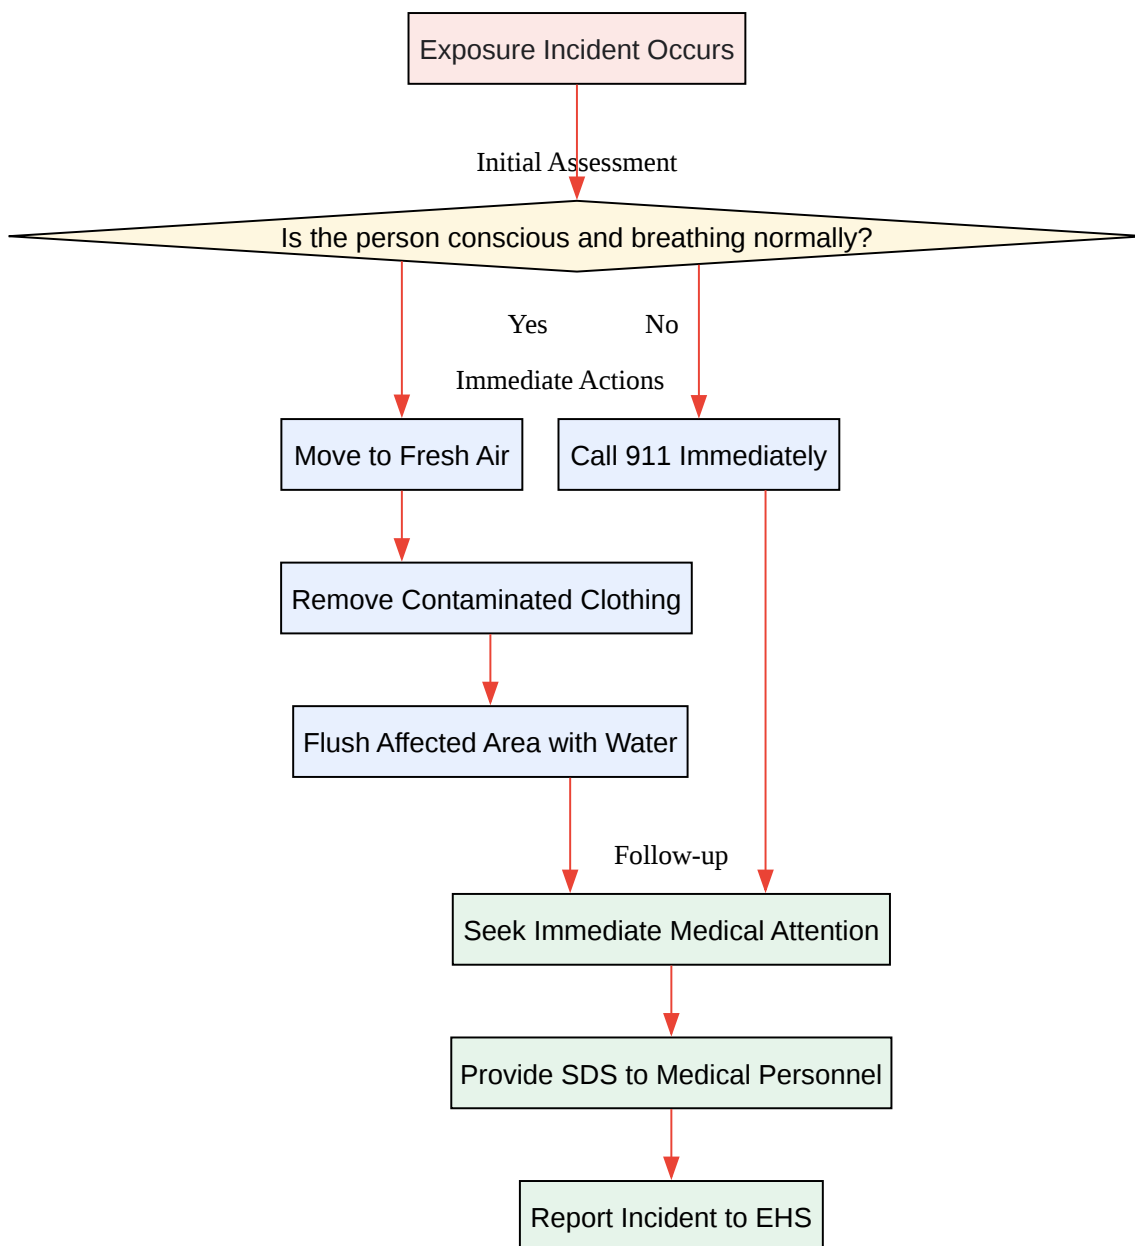 Exposure Incident Occurs
Initial Assessment
Is the person conscious and breathing normally?
Yes
No
Immediate Actions
Move to Fresh Air
Call 911 Immediately
Remove Contaminated Clothing
Flush Affected Area with Water
Follow-up
Seek Immediate Medical Attention
Provide SDS to Medical Personnel
Report Incident to EHS